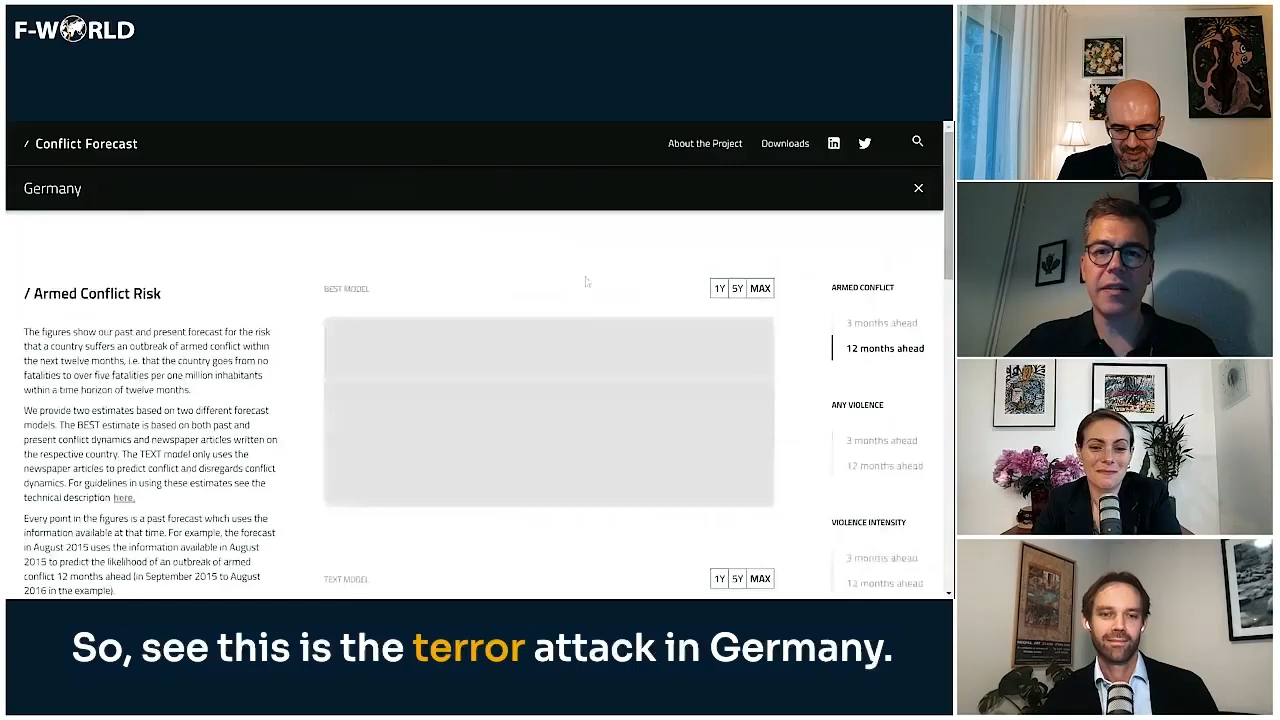 F-WORLD
/ Conflict Forecast
About the Project
Downloads
Germany
/ Armed Conflict Risk
The figures show our past and present forecast for the risk
that a country suffers an outbreak of armed conflict within
the next twelve months, i.e. that the country goes from no
fatalities to over five fatalities per one million inhabitants
within a time horizon of twelve months.
We provide two estimates based on two different forecast
models. The BEST estimate is based on both past and
present conflict dynamics and newspaper articles written on
the respective country. The TEXT model only uses the
newspaper articles to predict conflict and disregards conflict
dynamics. For guidelines in using these estimates see the
technical description here.
Every point in the figures is a past forecast which uses the
information available at that time. For example, the forecast
in August 2015 uses the information available in August
2015 to predict the likelihood of an outbreak of armed
conflict 12 months ahead (in September 2015 to August
2016 in the example).
BEST MODEL
1Y 5Y MAX
TEXT MODEL
1Y 5Y MAX
ARMED CONFLICT
3 months ahead
12 months ahead
ANY VIOLENCE
3 months ahead
12 months ahead
VIOLENCE INTENSITY
3 months ahead
12 months ahead
So, see this is the terror attack in Germany.